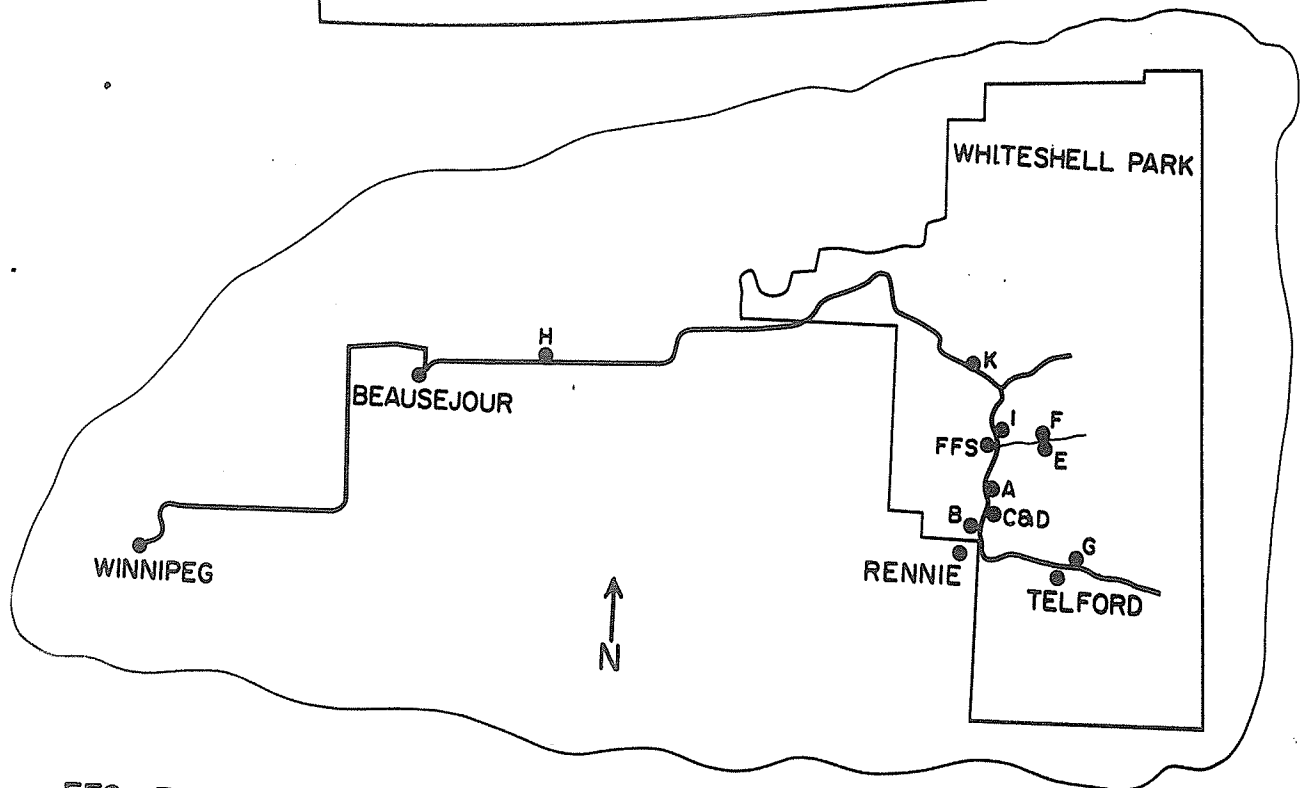 WHITESHELL PARK
H
K
BEAUSEJOUR
I
F
FFS
E
A
B
C&D
G
WINNIPEG
RENNIE
TELFORD
N